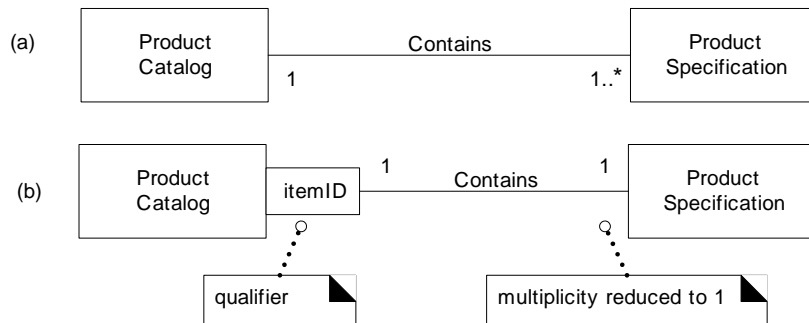 (a)
Product
Catalog
Contains
1
1..*
Product
Specification
(b)
Product
Catalog
itemID
1
Contains
1
Product
Specification
qualifier
multiplicity reduced to 1